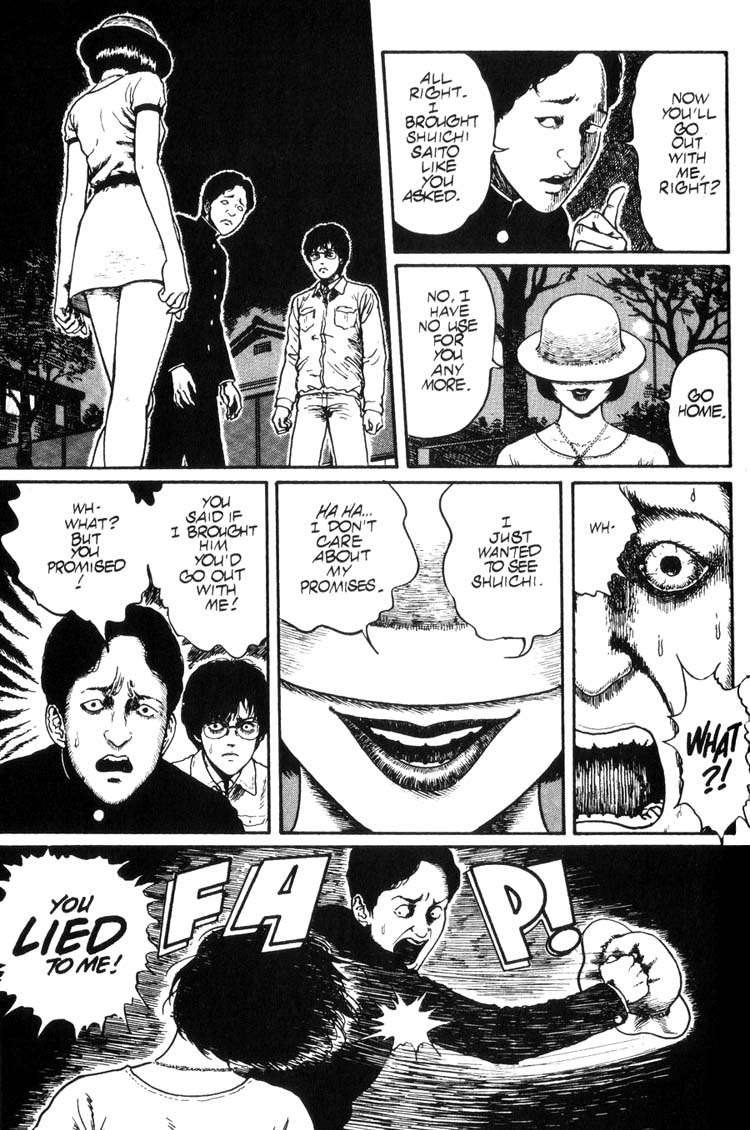 NOW
YOU'LL
GO
OUT
WITH
ME,
RIGHT?
ALL
RIGHT.
I
BROUGHT
SHUICHI
SAITO
LIKE
YOU
ASKED.
GO
HOME.
NO, I
HAVE
NO USE
FOR
YOU
ANY
MORE.
WH-
WHAT?
BUT
YOU
PROMISED
!
YOU
SAID IF
I BROUGHT
HIM
YOU'D
GO OUT
WITH
ME!
HA HA...
I DON'T
CARE
ABOUT
MY
PROMISES.
I
JUST
WANTED
TO SEE
SHUICHI.
WH-
WHAT
?!
YOU
LIED
TO ME!
FAP!